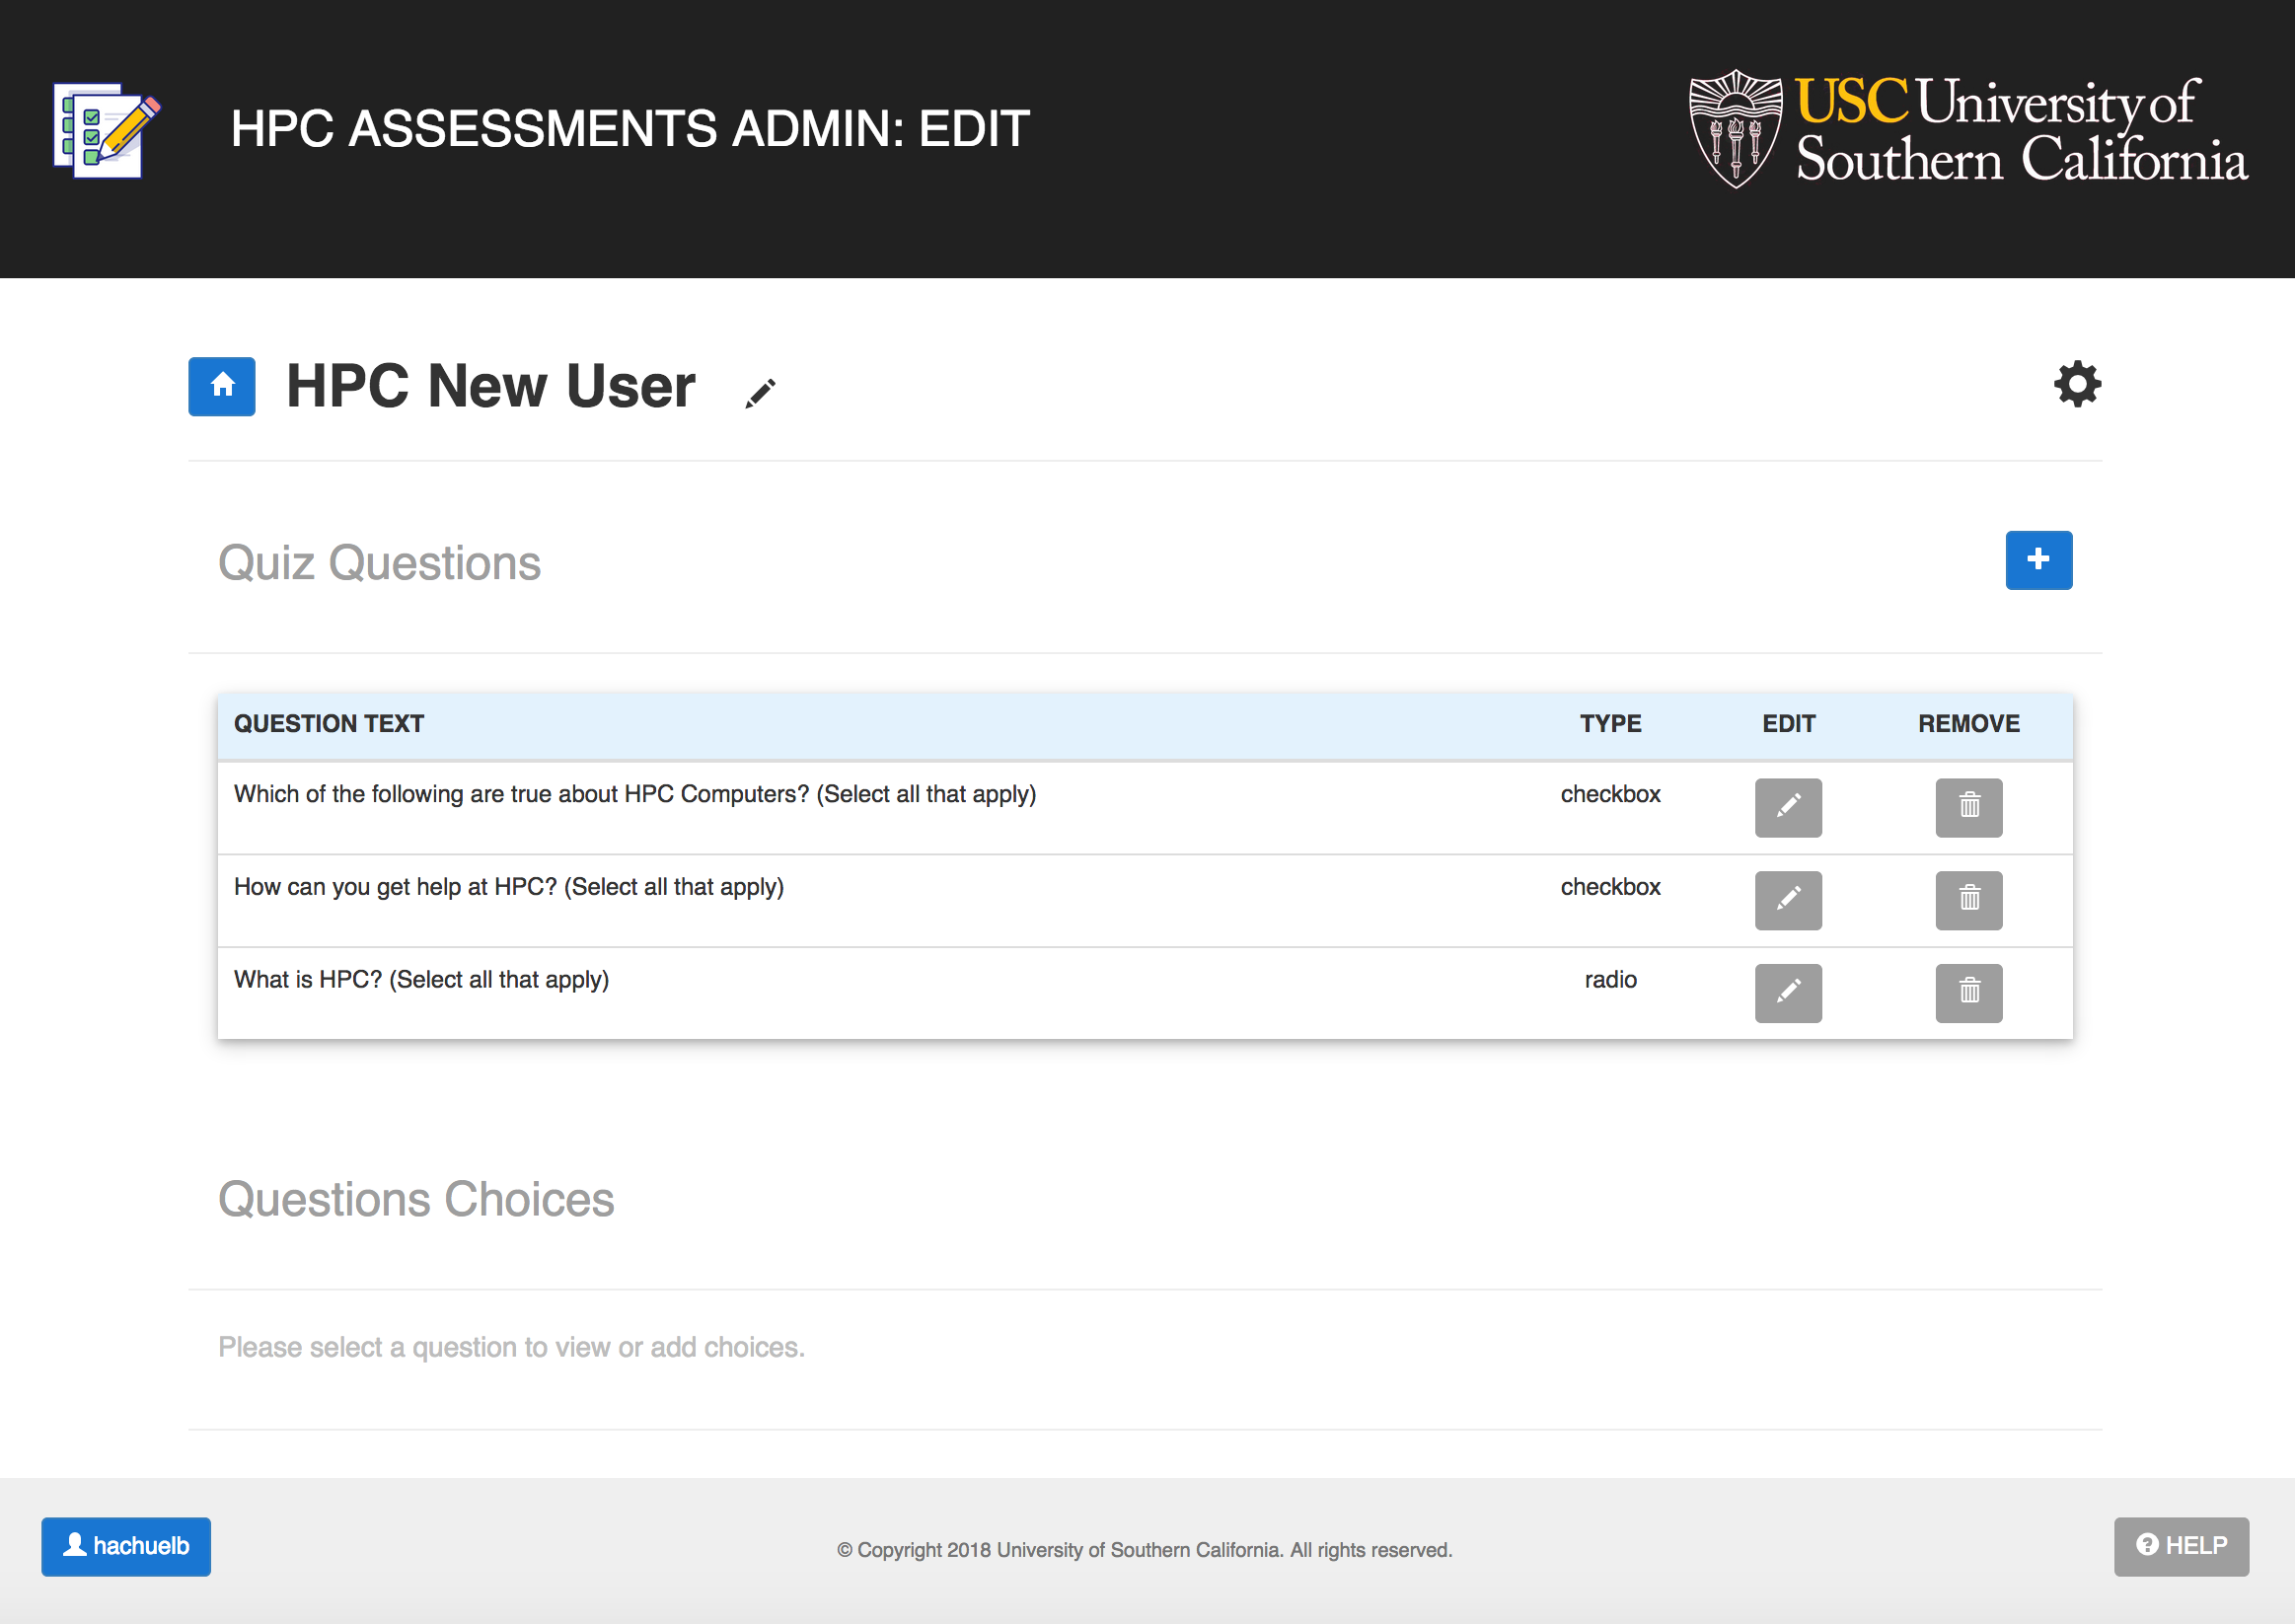 HPC ASSESSMENTS ADMIN: EDIT
USC University of
Southern California
HPC New User
Quiz Questions
QUESTION TEXT TYPE EDIT REMOVE
Which of the following are true about HPC Computers? (Select all that apply) checkbox
How can you get help at HPC? (Select all that apply) checkbox
What is HPC? (Select all that apply) radio
Questions Choices
Please select a question to view or add choices.
hachuelb
© Copyright 2018 University of Southern California. All rights reserved.
HELP